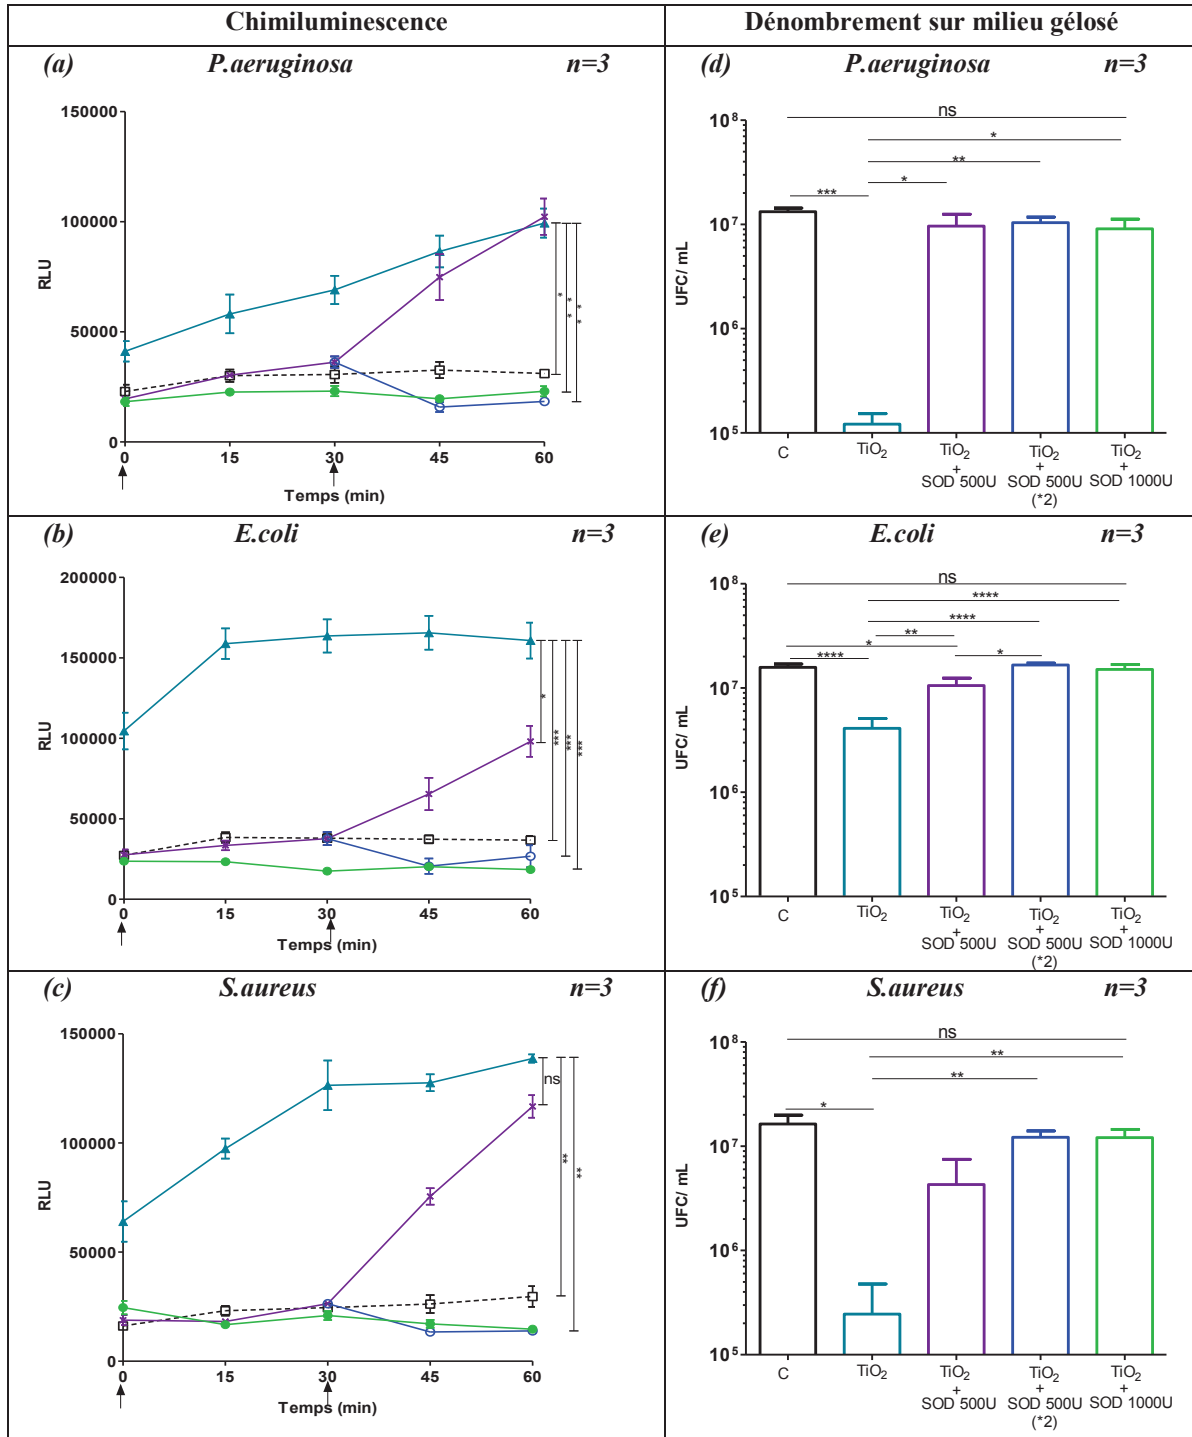 Chimiluminescence
Dénombrement sur milieu gélosé
(a) P.aeruginosa n=3
RLU
150000
100000
50000
0
0 15 30 45 60
Temps (min)
*
**
**
(d) P.aeruginosa n=3
UFC/ mL
10⁸
10⁷
10⁶
10⁵
ns
*
**
*
***
C
TiO₂
TiO₂ + SOD 500U
TiO₂ + SOD 500U (*2)
TiO₂ + SOD 1000U
(b) E.coli n=3
RLU
200000
150000
100000
50000
0
0 15 30 45 60
Temps (min)
*
***
***
***
(e) E.coli n=3
UFC/ mL
10⁸
10⁷
10⁶
10⁵
ns
****
****
**
*
****
*
C
TiO₂
TiO₂ + SOD 500U
TiO₂ + SOD 500U (*2)
TiO₂ + SOD 1000U
(c) S.aureus n=3
RLU
150000
100000
50000
0
0 15 30 45 60
Temps (min)
ns
**
**
(f) S.aureus n=3
UFC/ mL
10⁸
10⁷
10⁶
10⁵
ns
**
**
*
C
TiO₂
TiO₂ + SOD 500U
TiO₂ + SOD 500U (*2)
TiO₂ + SOD 1000U